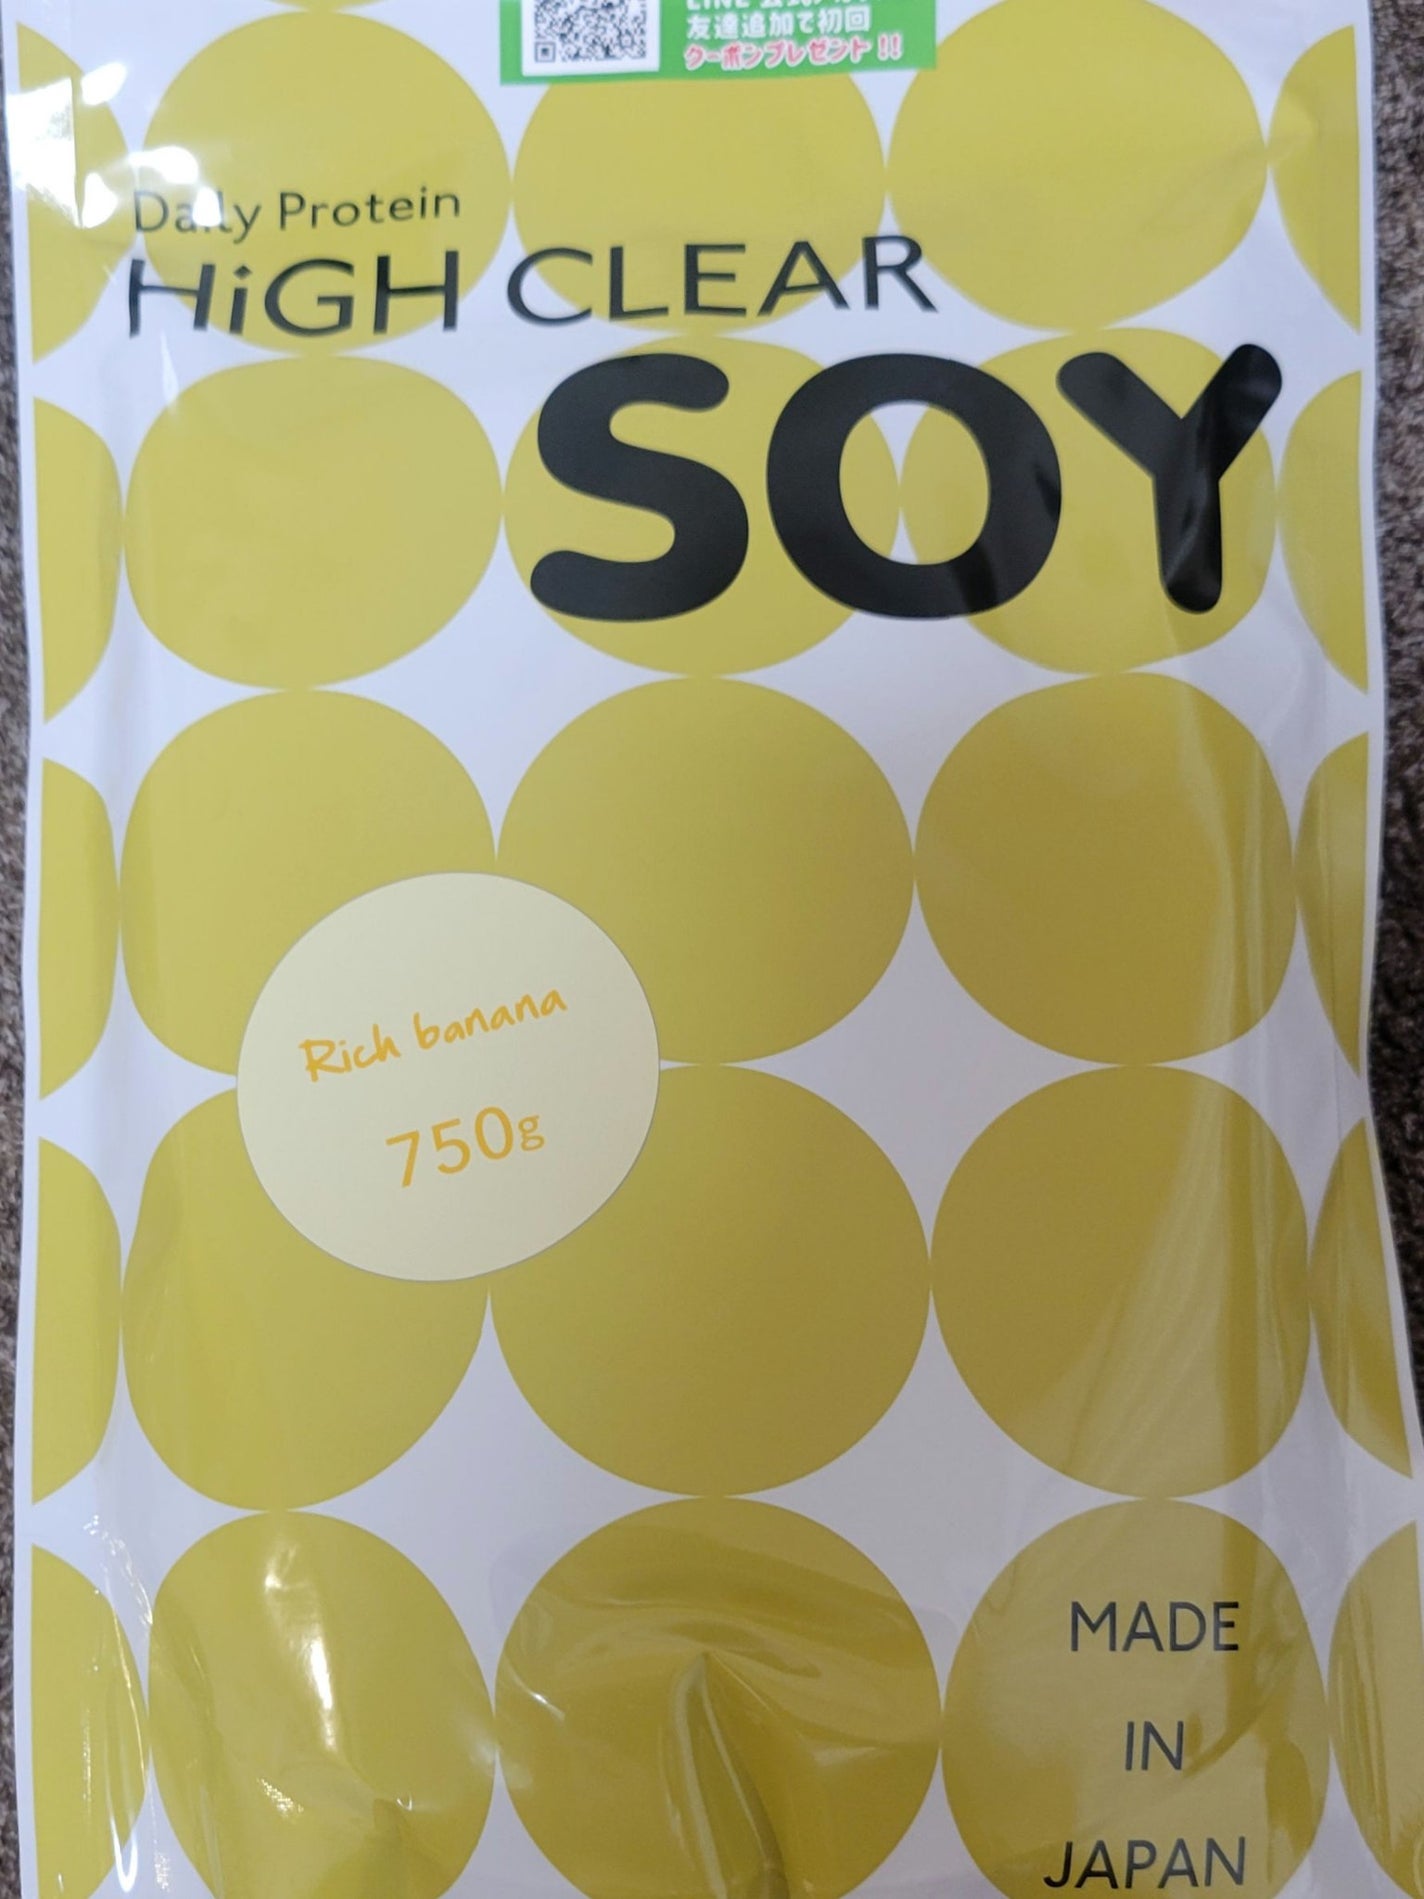 友達追加で初回
クーポンプレゼント!!
Daily Protein
HiGH CLEAR
SOY
Rich banana
750g
MADE
IN
JAPAN